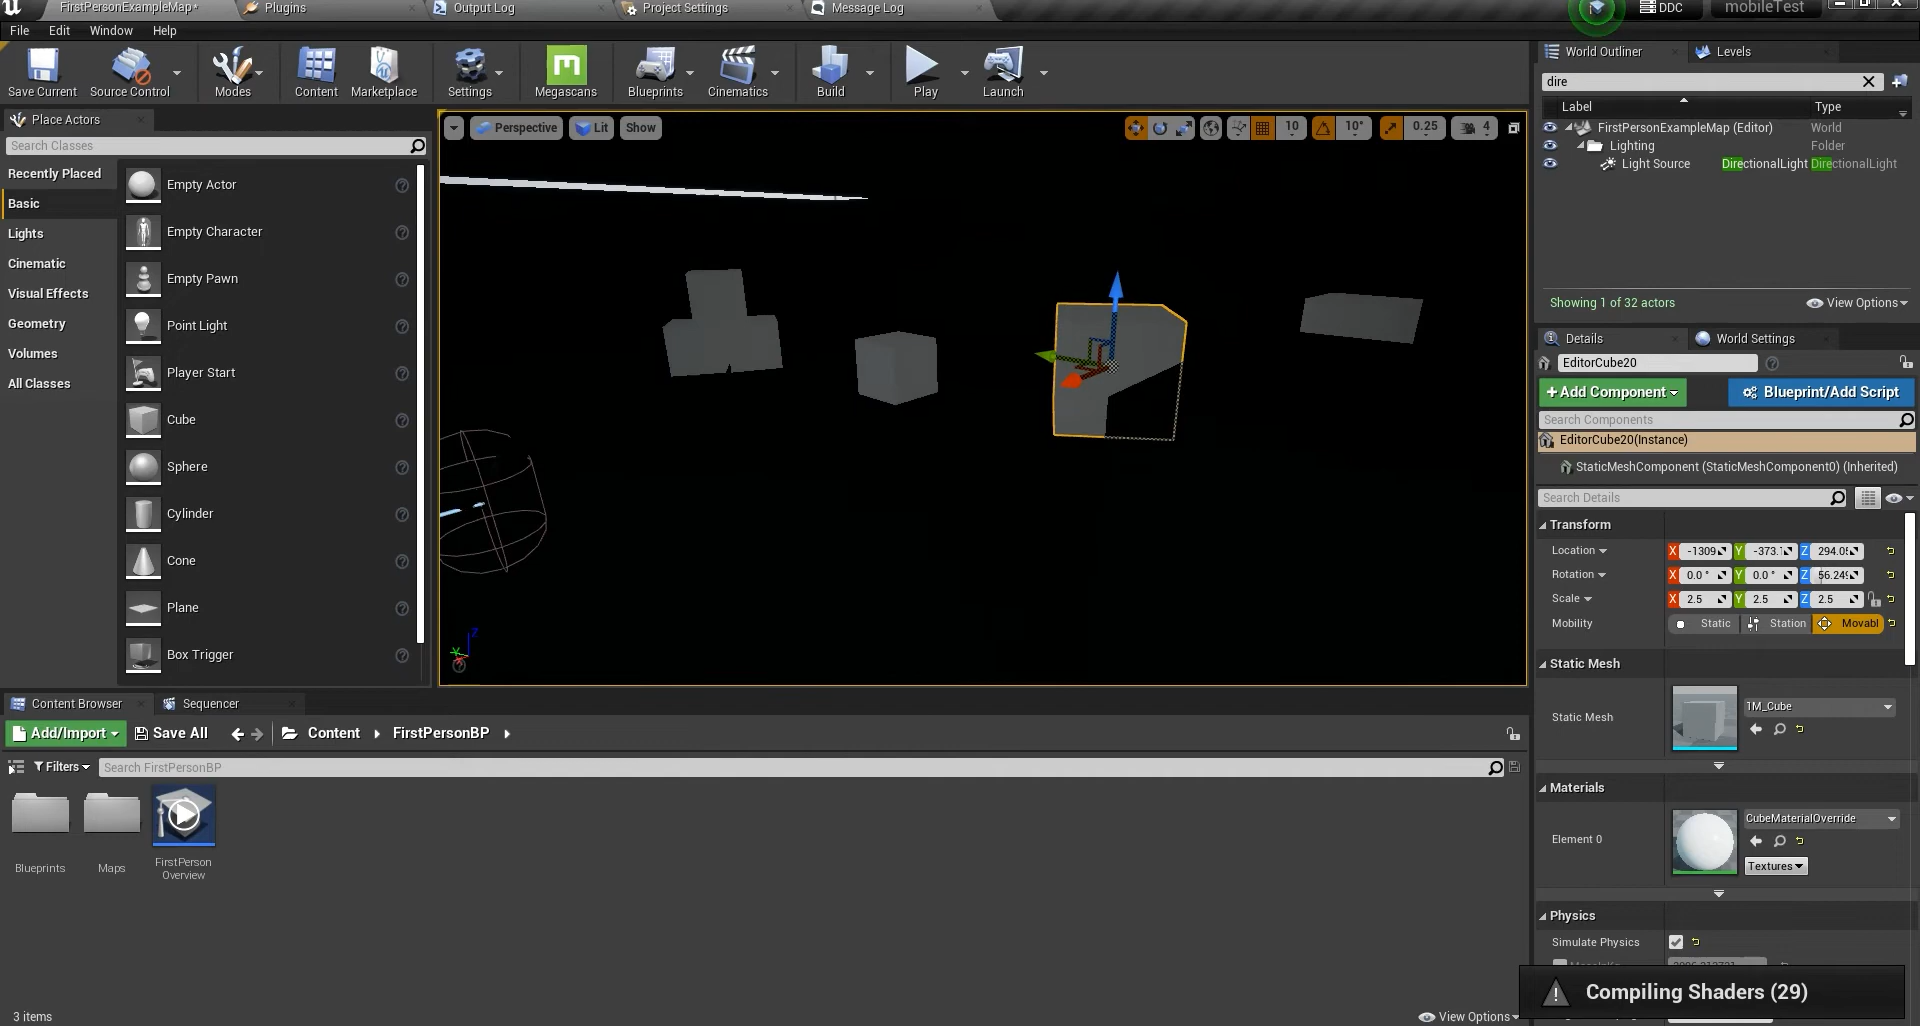 FirstPersonExampleMap*
Plugins
Output Log
Project Settings
Message Log
DDC
mobileTest
File Edit Window Help
Save Current
Source Control
Modes
Content
Marketplace
Settings
Megascans
Blueprints
Cinematics
Build
Play
Launch
Place Actors
Search Classes
Recently Placed
Basic
Lights
Cinematic
Visual Effects
Geometry
Volumes
All Classes
Empty Actor
Empty Character
Empty Pawn
Point Light
Player Start
Cube
Sphere
Cylinder
Cone
Plane
Box Trigger
Perspective
Lit
Show
10
10°
0.25
4
Z
World Outliner
Levels
dire
Label Type
FirstPersonExampleMap (Editor) World
Lighting Folder
Light Source DirectionalLight DirectionalLight
Showing 1 of 32 actors
View Options
Details
World Settings
EditorCube20
+ Add Component
Blueprint/Add Script
Search Components
EditorCube20(Instance)
StaticMeshComponent (StaticMeshComponent0) (Inherited)
Search Details
Transform
Location X -1309 Y -373.1 Z
Rotation X 0.0 ° Y 0.0 ° Z
Scale X 2.5 Y 2.5 Z 2.5
Mobility Static Station Movabl
Static Mesh
Static Mesh
1M_Cube
Materials
Element 0
CubeMaterialOverride
Textures
Physics
Simulate Physics
Compiling Shaders (29)
Content Browser
Sequencer
Add/Import
Save All
Content
FirstPersonBP
Filters
Search FirstPersonBP
Blueprints
Maps
FirstPerson
Overview
3 items
View Options